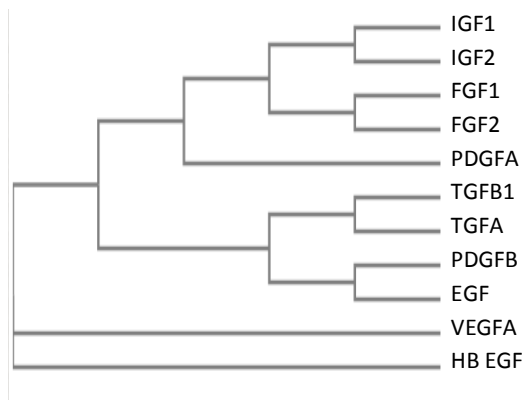 IGF1
IGF2
FGF1
FGF2
PDGFA
TGFB1
TGFA
PDGFB
EGF
VEGFA
HB EGF